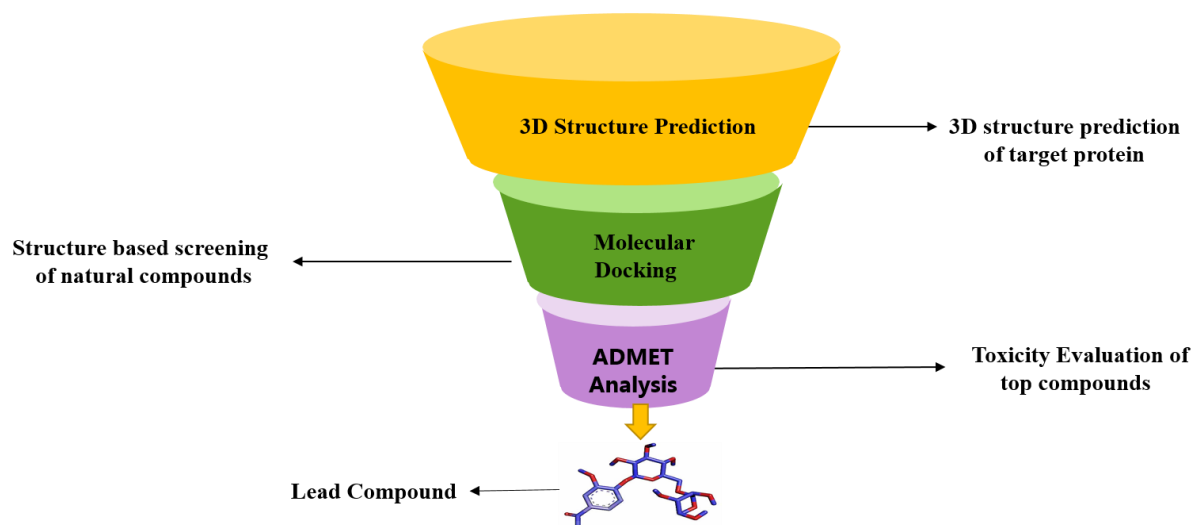 3D Structure Prediction
3D structure prediction
of target protein
Structure based screening
of natural compounds
Molecular
Docking
ADMET
Analysis
Toxicity Evaluation of
top compounds
Lead Compound